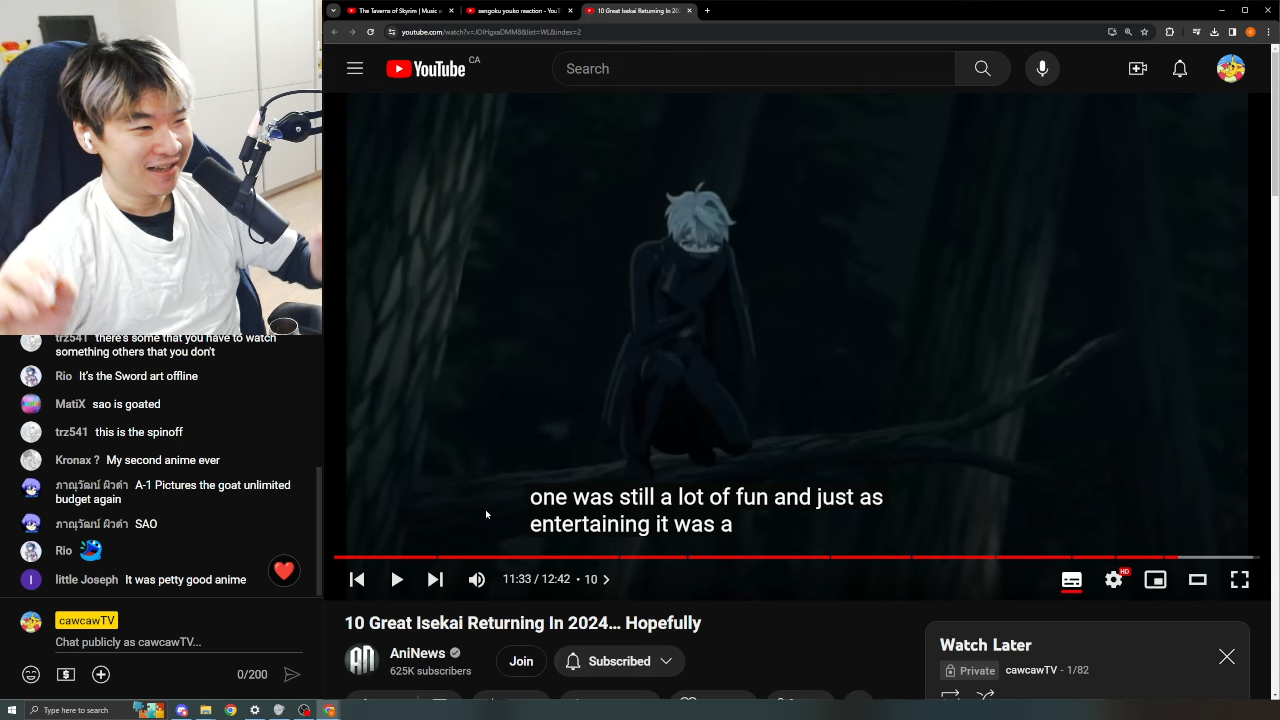 The Taverns of Skyrim | Music w
sengoku youko reaction - YouT
10 Great Isekai Returning In 202
youtube.com/watch?v=JOIHgxaDMM8&list=WL&index=2
YouTube CA
Search
trz541 there's some that you have to watch
something others that you don't
Rio It's the Sword art offline
MatiX sao is goated
trz541 this is the spinoff
Kronax ? My second anime ever
ภาณุวัฒน์ ผิวดำ A-1 Pictures the goat unlimited
budget again
ภาณุวัฒน์ ผิวดำ SAO
Rio
little Joseph It was petty good anime
cawcawTV
Chat publicly as cawcawTV...
0/200
one was still a lot of fun and just as
entertaining it was a
11:33 / 12:42 • 10
HD
10 Great Isekai Returning In 2024... Hopefully
AN
AniNews
625K subscribers
Join
Subscribed
Watch Later
Private cawcawTV - 1/82
Type here to search